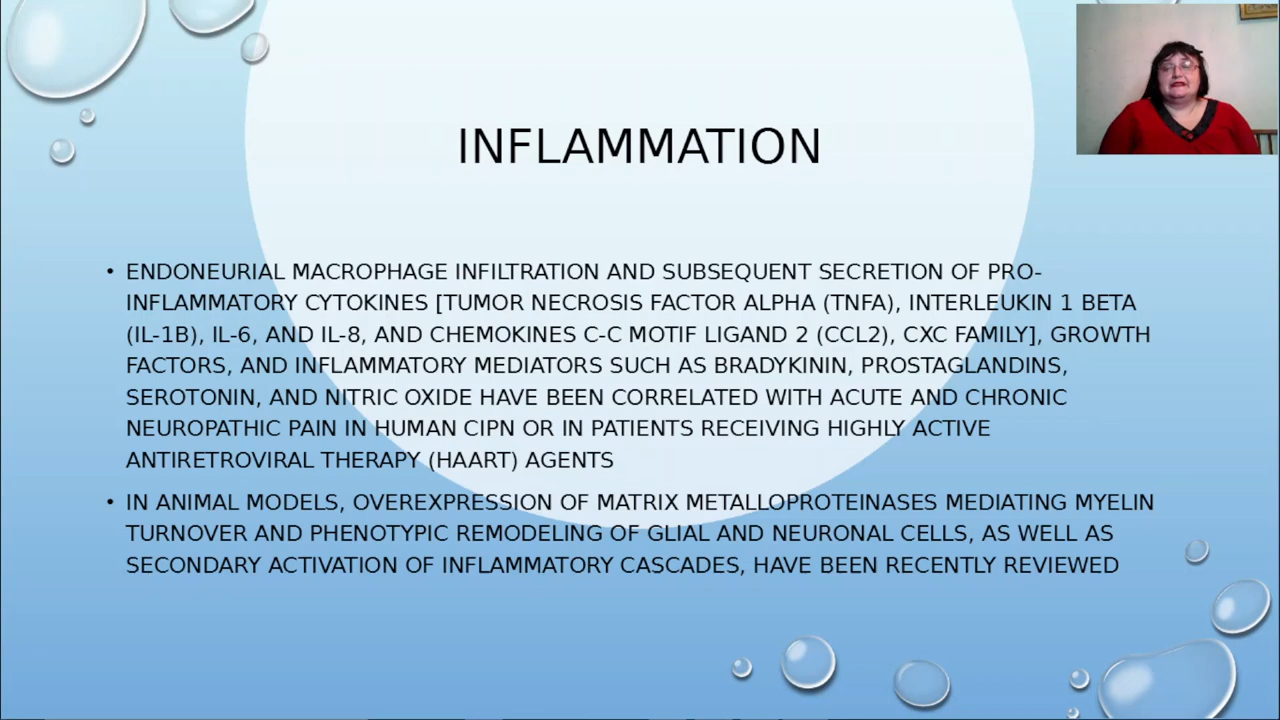 INFLAMMATION
• ENDONEURIAL MACROPHAGE INFILTRATION AND SUBSEQUENT SECRETION OF PRO-
INFLAMMATORY CYTOKINES [TUMOR NECROSIS FACTOR ALPHA (TNFA), INTERLEUKIN 1 BETA
(IL-1B), IL-6, AND IL-8, AND CHEMOKINES C-C MOTIF LIGAND 2 (CCL2), CXC FAMILY], GROWTH
FACTORS, AND INFLAMMATORY MEDIATORS SUCH AS BRADYKININ, PROSTAGLANDINS,
SEROTONIN, AND NITRIC OXIDE HAVE BEEN CORRELATED WITH ACUTE AND CHRONIC
NEUROPATHIC PAIN IN HUMAN CIPN OR IN PATIENTS RECEIVING HIGHLY ACTIVE
ANTIRETROVIRAL THERAPY (HAART) AGENTS
• IN ANIMAL MODELS, OVEREXPRESSION OF MATRIX METALLOPROTEINASES MEDIATING MYELIN
TURNOVER AND PHENOTYPIC REMODELING OF GLIAL AND NEURONAL CELLS, AS WELL AS
SECONDARY ACTIVATION OF INFLAMMATORY CASCADES, HAVE BEEN RECENTLY REVIEWED